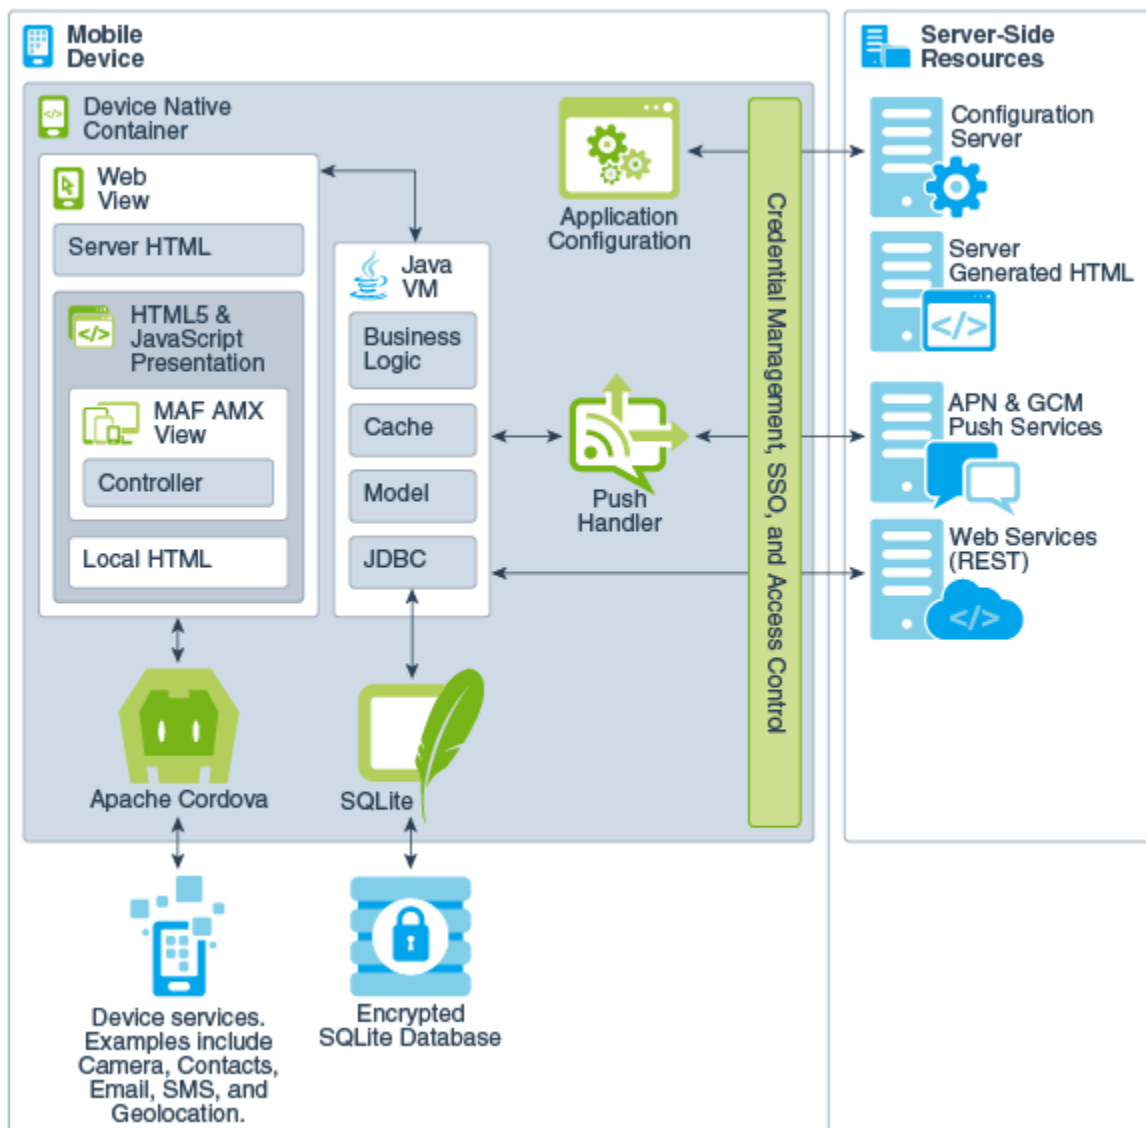 Mobile
Device
Device Native
Container
Web
View
Server HTML
HTML5 &
JavaScript
Presentation
MAF AMX
View
Controller
Local HTML
Java
VM
Business
Logic
Cache
Model
JDBC
Application
Configuration
Push
Handler
Credential Management, SSO, and Access Control
Apache Cordova
SQLite
Device services.
Examples include
Camera, Contacts,
Email, SMS, and
Geolocation.
Encrypted
SQLite Database
Server-Side
Resources
Configuration
Server
Server
Generated HTML
APN & GCM
Push Services
Web Services
(REST)